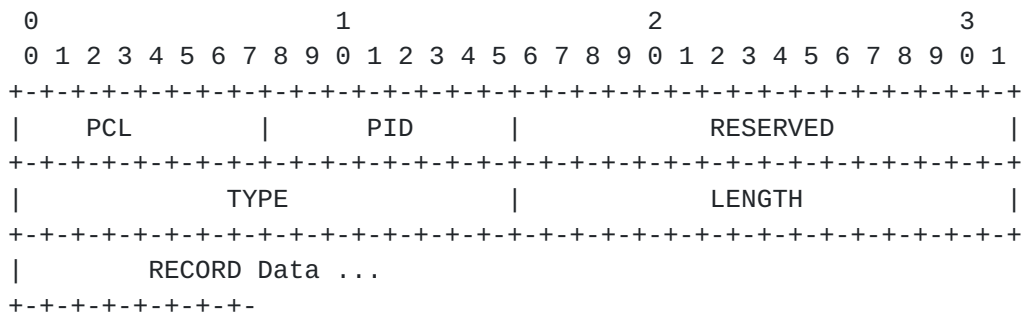 0                   1                   2                   3
 0 1 2 3 4 5 6 7 8 9 0 1 2 3 4 5 6 7 8 9 0 1 2 3 4 5 6 7 8 9 0 1
+-+-+-+-+-+-+-+-+-+-+-+-+-+-+-+-+-+-+-+-+-+-+-+-+-+-+-+-+-+-+-+-+
|    PCL        |      PID      |            RESERVED           |
+-+-+-+-+-+-+-+-+-+-+-+-+-+-+-+-+-+-+-+-+-+-+-+-+-+-+-+-+-+-+-+-+
|             TYPE              |            LENGTH             |
+-+-+-+-+-+-+-+-+-+-+-+-+-+-+-+-+-+-+-+-+-+-+-+-+-+-+-+-+-+-+-+-+
|        RECORD Data ...
+-+-+-+-+-+-+-+-